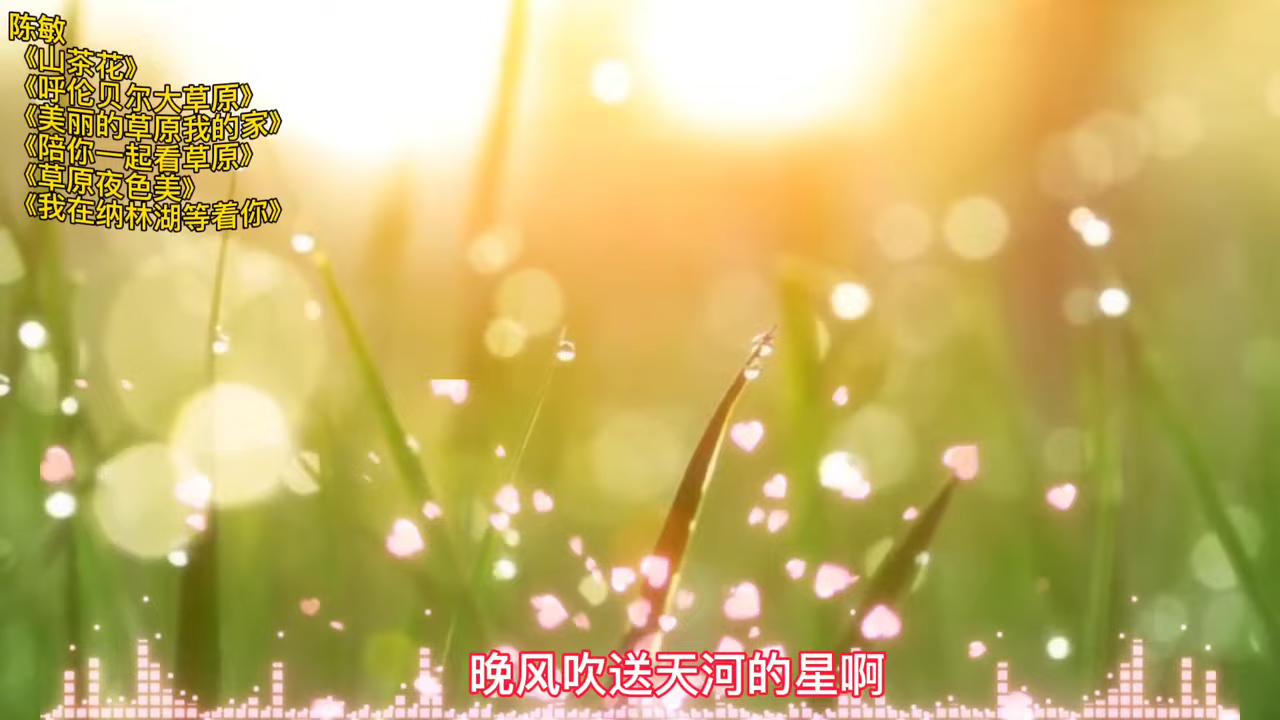 陈敏
《山茶花》
《呼伦贝尔大草原》
《美丽的草原我的家》
《陪你一起看草原》
《草原夜色美》
《我在纳林湖等着你》
晚风吹送天河的星啊